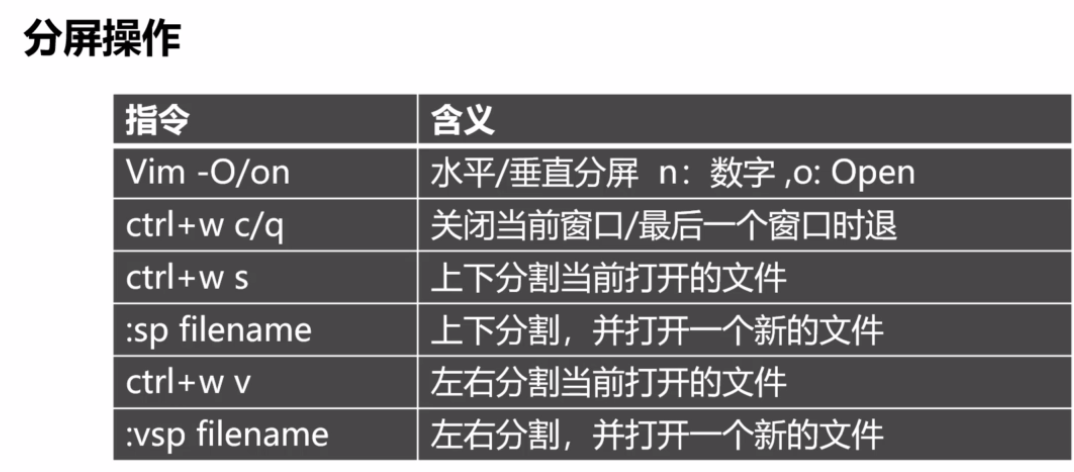 分屏操作
指令 含义
Vim -O/on 水平/垂直分屏 n：数字 ,o: Open
ctrl+w c/q 关闭当前窗口/最后一个窗口时退
ctrl+w s 上下分割当前打开的文件
:sp filename 上下分割，并打开一个新的文件
ctrl+w v 左右分割当前打开的文件
:vsp filename 左右分割，并打开一个新的文件